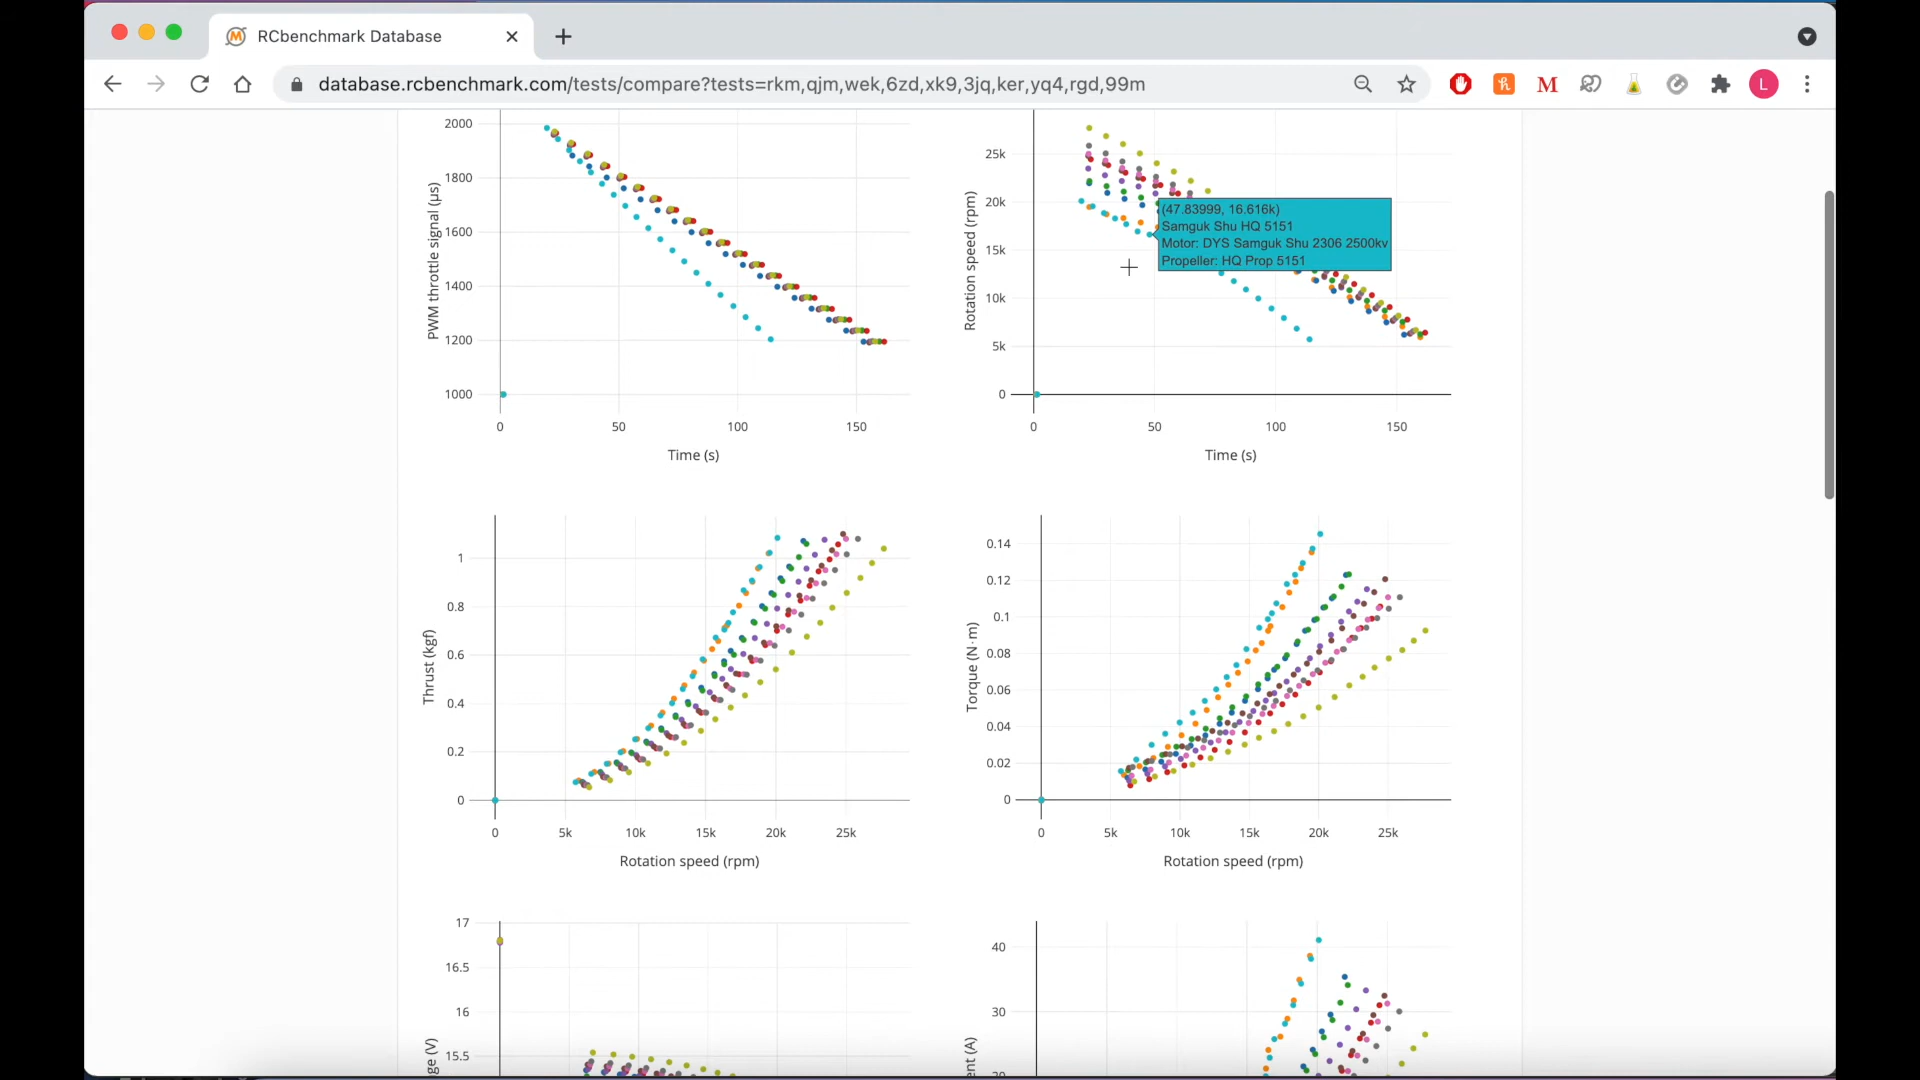 RCbenchmark Database
database.rcbenchmark.com/tests/compare?tests=rkm,qjm,wek,6zd,xk9,3jq,ker,yq4,rgd,99m
L
2000
1800
1600
1400
1200
1000
PWM throttle signal (µs)
0 50 100 150
Time (s)
25k
20k
15k
10k
5k
0
Rotation speed (rpm)
(47.83999, 16.616k)
Samguk Shu HQ 5151
Motor: DYS Samguk Shu 2306 2500kv
Propeller: HQ Prop 5151
0 50 100 150
Time (s)
1
0.8
0.6
0.4
0.2
0
Thrust (kgf)
0 5k 10k 15k 20k 25k
Rotation speed (rpm)
0.14
0.12
0.1
0.08
0.06
0.04
0.02
0
Torque (N·m)
0 5k 10k 15k 20k 25k
Rotation speed (rpm)
17
16.5
16
15.5
ge (V)
40
30
20
ent (A)